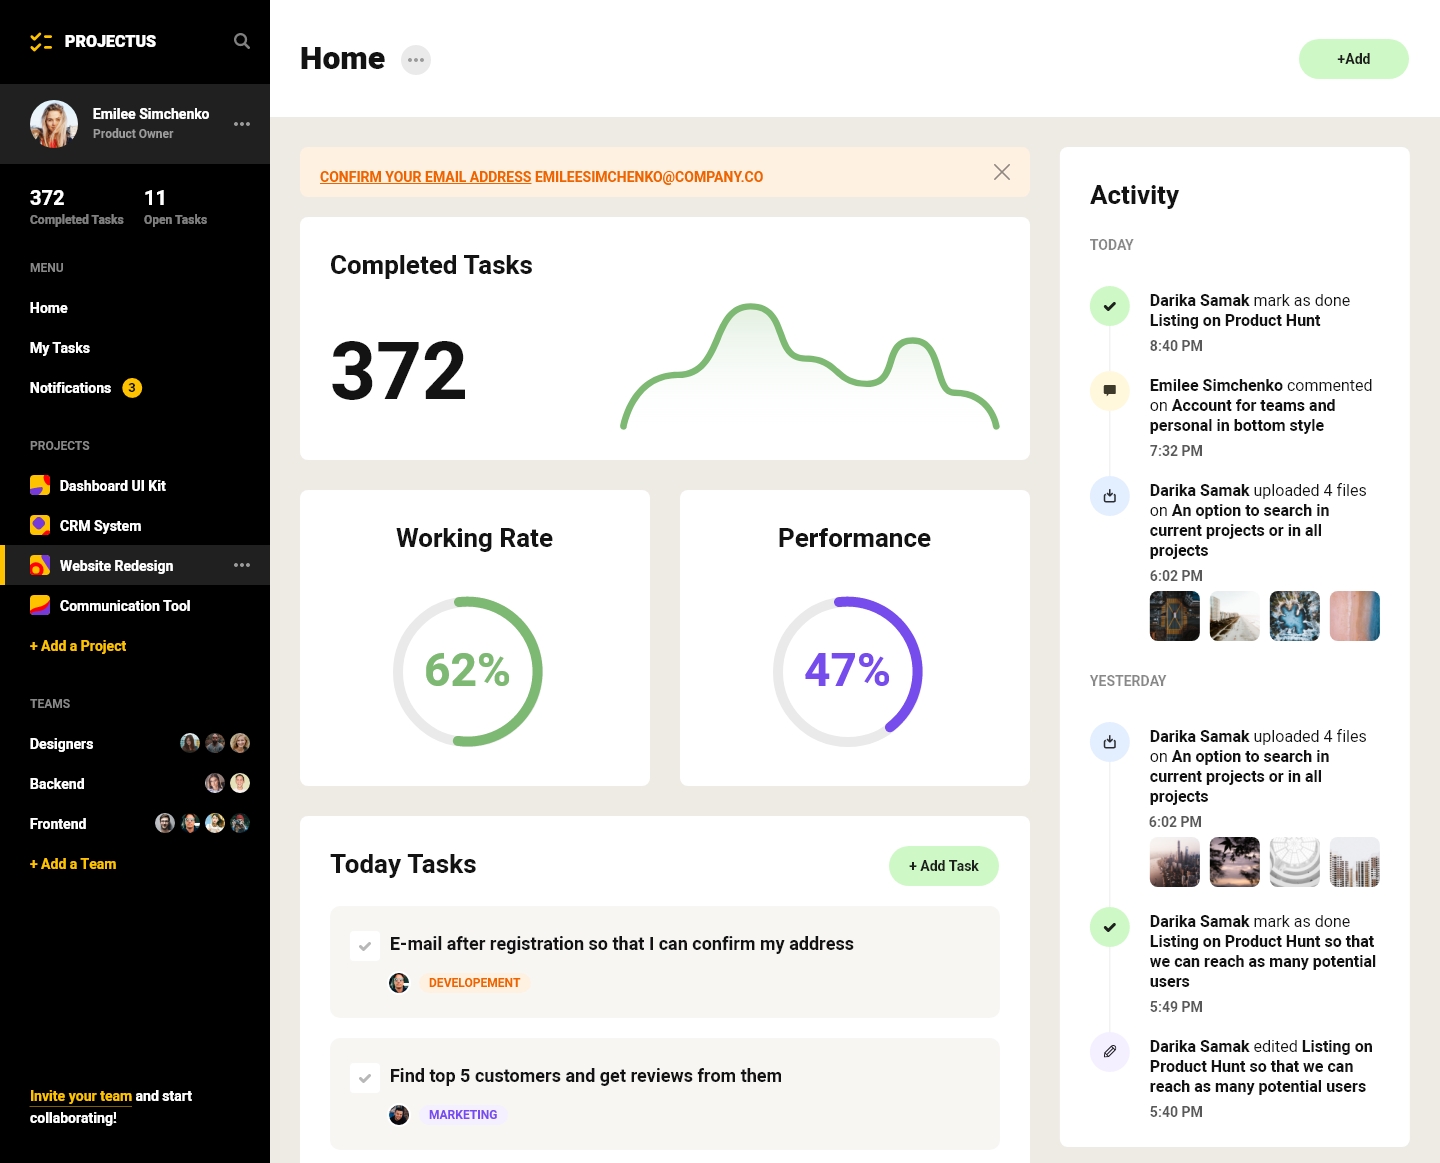 PROJECTUS
Emilee Simchenko
Product Owner
372
Completed Tasks
11
Open Tasks
MENU
Home
My Tasks
Notifications 3
PROJECTS
Dashboard UI Kit
CRM System
Website Redesign
Communication Tool
+ Add a Project
TEAMS
Designers
Backend
Frontend
+ Add a Team
Invite your team and start
collaborating!
Home
+Add
CONFIRM YOUR EMAIL ADDRESS EMILEESIMCHENKO@COMPANY.CO
Completed Tasks
372
Working Rate
62%
Performance
47%
Today Tasks
+ Add Task
E-mail after registration so that I can confirm my address
DEVELOPEMENT
Find top 5 customers and get reviews from them
MARKETING
Activity
TODAY
Darika Samak mark as done
Listing on Product Hunt
8:40 PM
Emilee Simchenko commented
on Account for teams and
personal in bottom style
7:32 PM
Darika Samak uploaded 4 files
on An option to search in
current projects or in all
projects
6:02 PM
YESTERDAY
Darika Samak uploaded 4 files
on An option to search in
current projects or in all
projects
6:02 PM
Darika Samak mark as done
Listing on Product Hunt so that
we can reach as many potential
users
5:49 PM
Darika Samak edited Listing on
Product Hunt so that we can
reach as many potential users
5:40 PM